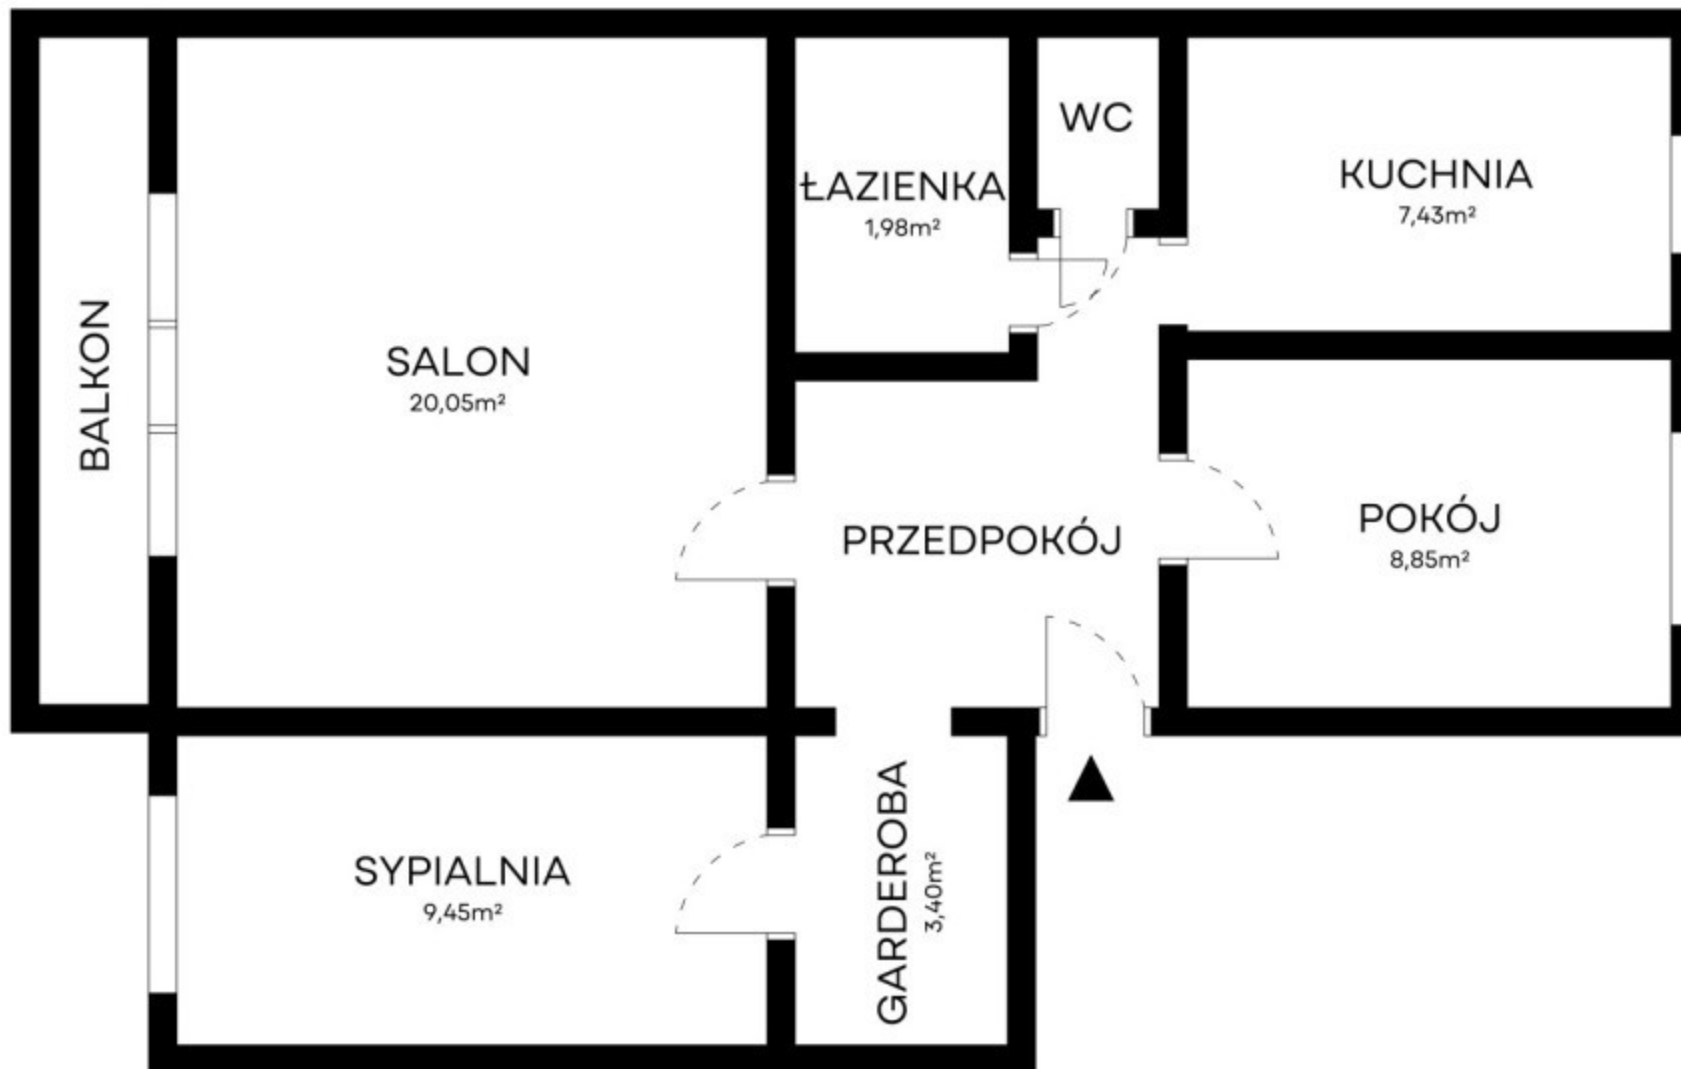 WC
KUCHNIA
7,43m²
ŁAZIENKA
1,98m²
BALKON
SALON
20,05m²
PRZEDPOKÓJ
POKÓJ
8,85m²
SYPIALNIA
9,45m²
GARDEROBA
3,40m²